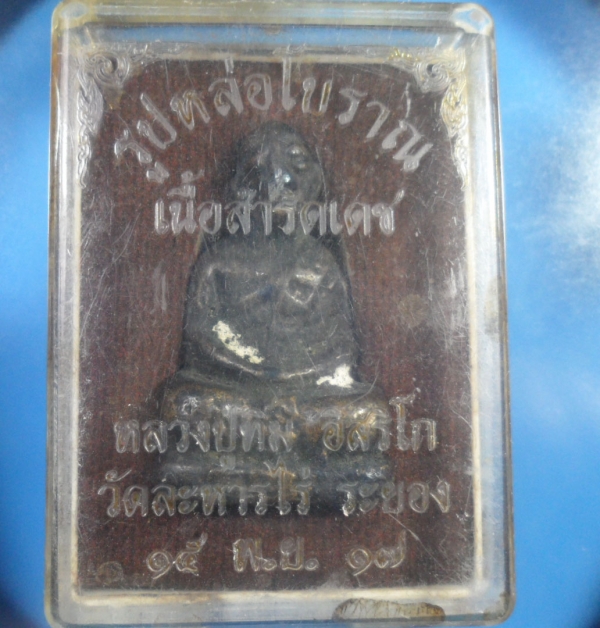 รูปหล่อโบราณ
เนื้อสำริดเดช
หลวงปู่ทิม อิสริโก
วัดละหารไร่ ระยอง
๑๕ ก.ย. ๑๗